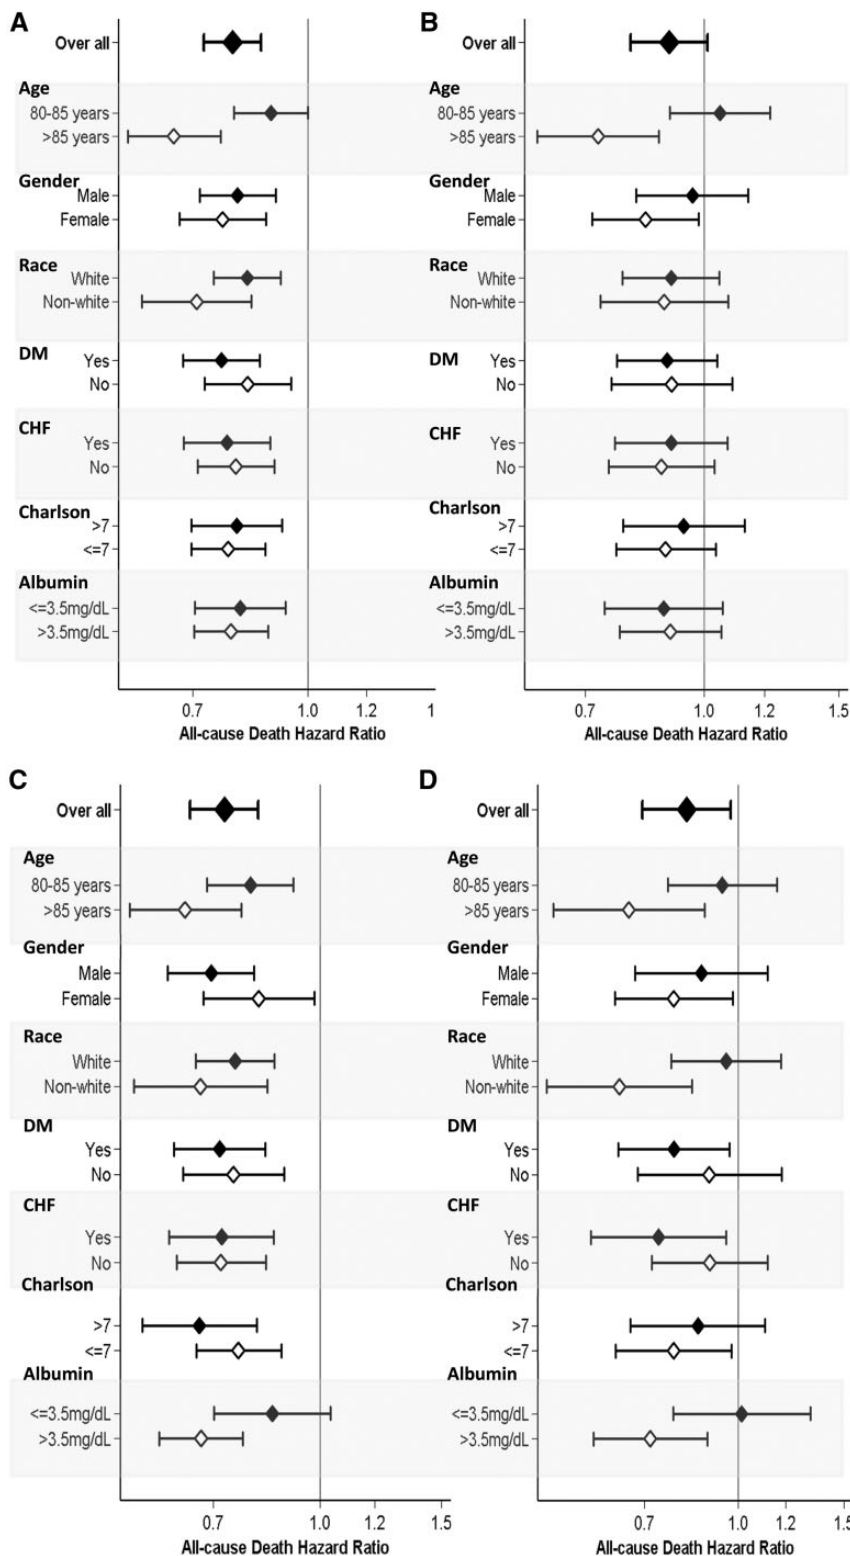 A
Over all
Age
80-85 years
>85 years
Gender
Male
Female
Race
White
Non-white
DM
Yes
No
CHF
Yes
No
Charlson
>7
<=7
Albumin
<=3.5mg/dL
>3.5mg/dL
0.7 1.0 1.2 1
All-cause Death Hazard Ratio
B
Over all
Age
80-85 years
>85 years
Gender
Male
Female
Race
White
Non-white
DM
Yes
No
CHF
Yes
No
Charlson
>7
<=7
Albumin
<=3.5mg/dL
>3.5mg/dL
0.7 1.0 1.2 1.5
All-cause Death Hazard Ratio
C
Over all
Age
80-85 years
>85 years
Gender
Male
Female
Race
White
Non-white
DM
Yes
No
CHF
Yes
No
Charlson
>7
<=7
Albumin
<=3.5mg/dL
>3.5mg/dL
0.7 1.0 1.2 1.5
All-cause Death Hazard Ratio
D
Over all
Age
80-85 years
>85 years
Gender
Male
Female
Race
White
Non-white
DM
Yes
No
CHF
Yes
No
Charlson
>7
<=7
Albumin
<=3.5mg/dL
>3.5mg/dL
0.7 1.0 1.2 1.5
All-cause Death Hazard Ratio